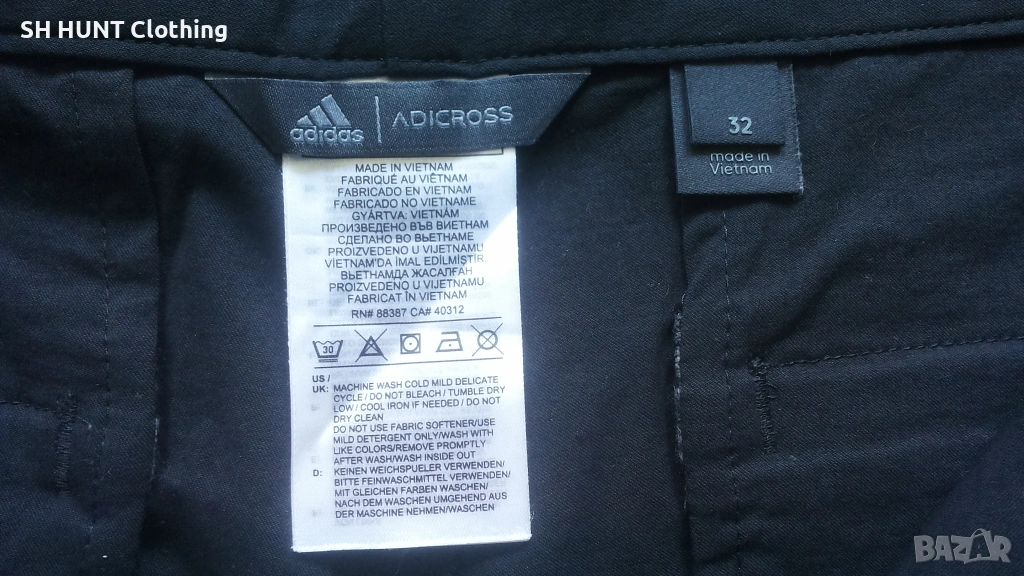 SH HUNT Clothing
adidas | ADICROSS
32
made in
Vietnam
MADE IN VIETNAM
FABRIQUÉ AU VIÊTNAM
FABRICADO EN VIETNAM
FABRICADO NO VIETNAME
GYÁRTVA: VIETNÁM
ПРОИЗВЕДЕНО ВЪВ ВИЕТНАМ
СДЕЛАНО ВО ВЬЕТНАМЕ
PROIZVEDENO U VIJETNAMU
VİETNAM'DA İMAL EDİLMİŞTİR.
ВЬЕТНАМДА ЖАСАЛҒАН
PROIZVEDENO U VIJETNAMU
FABRICAT ÎN VIETNAM
RN# 88387 CA# 40312
30
US /
UK: MACHINE WASH COLD MILD DELICATE
CYCLE / DO NOT BLEACH / TUMBLE DRY
LOW / COOL IRON IF NEEDED / DO NOT
DRY CLEAN
DO NOT USE FABRIC SOFTENER/USE
MILD DETERGENT ONLY/WASH WITH
LIKE COLORS/REMOVE PROMPTLY
AFTER WASH/WASH INSIDE OUT
D: KEINEN WEICHSPUELER VERWENDEN/
BITTE FEINWASCHMITTEL VERWENDEN/
MIT GLEICHEN FARBEN WASCHEN/
NACH DEM WASCHEN UMGEHEND AUS
DER MASCHINE NEHMEN/WASCHEN
BAZAR